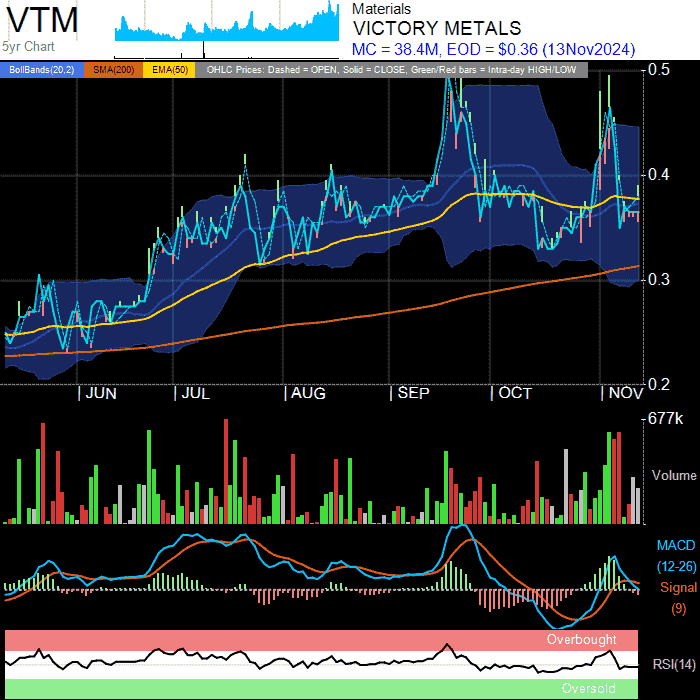 VTM
5yr Chart
Materials
VICTORY METALS
MC = 38.4M, EOD = $0.36 (13Nov2024)
BollBands(20,2) SMA(200) EMA(50) OHLC Prices: Dashed = OPEN, Solid = CLOSE, Green/Red bars = Intra-day HIGH/LOW
0.5
0.4
0.3
0.2
| JUN | JUL | AUG | SEP | OCT | NOV
677k
Volume
MACD
(12-26)
Signal
(9)
Overbought
RSI(14)
Oversold